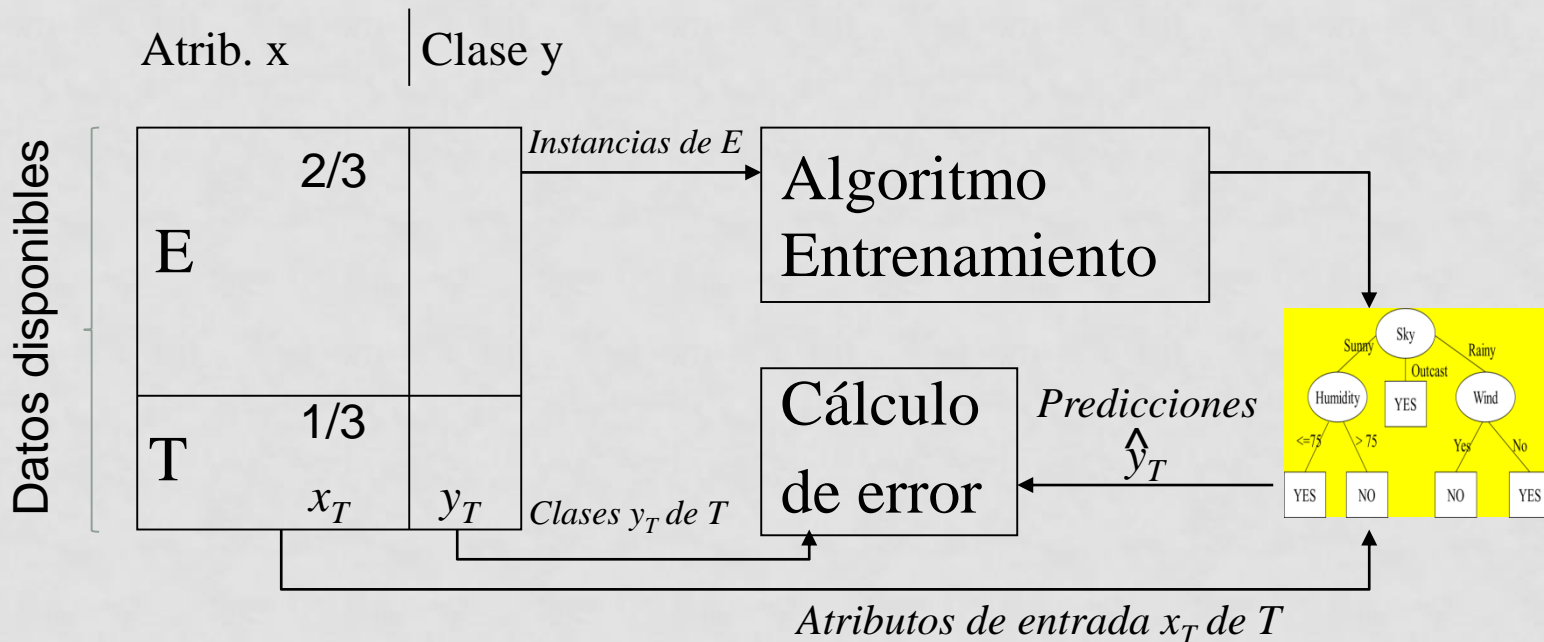 Atrib. x
Clase y
Datos disponibles
2/3
E
1/3
T
x_T
y_T
Instancias de E
Algoritmo
Entrenamiento
Cálculo
de error
Predicciones
ŷ_T
Clases y_T de T
Atributos de entrada x_T de T
Sky
Sunny
Outcast
Rainy
Humidity
YES
Wind
<=75
> 75
Yes
No
YES
NO
NO
YES